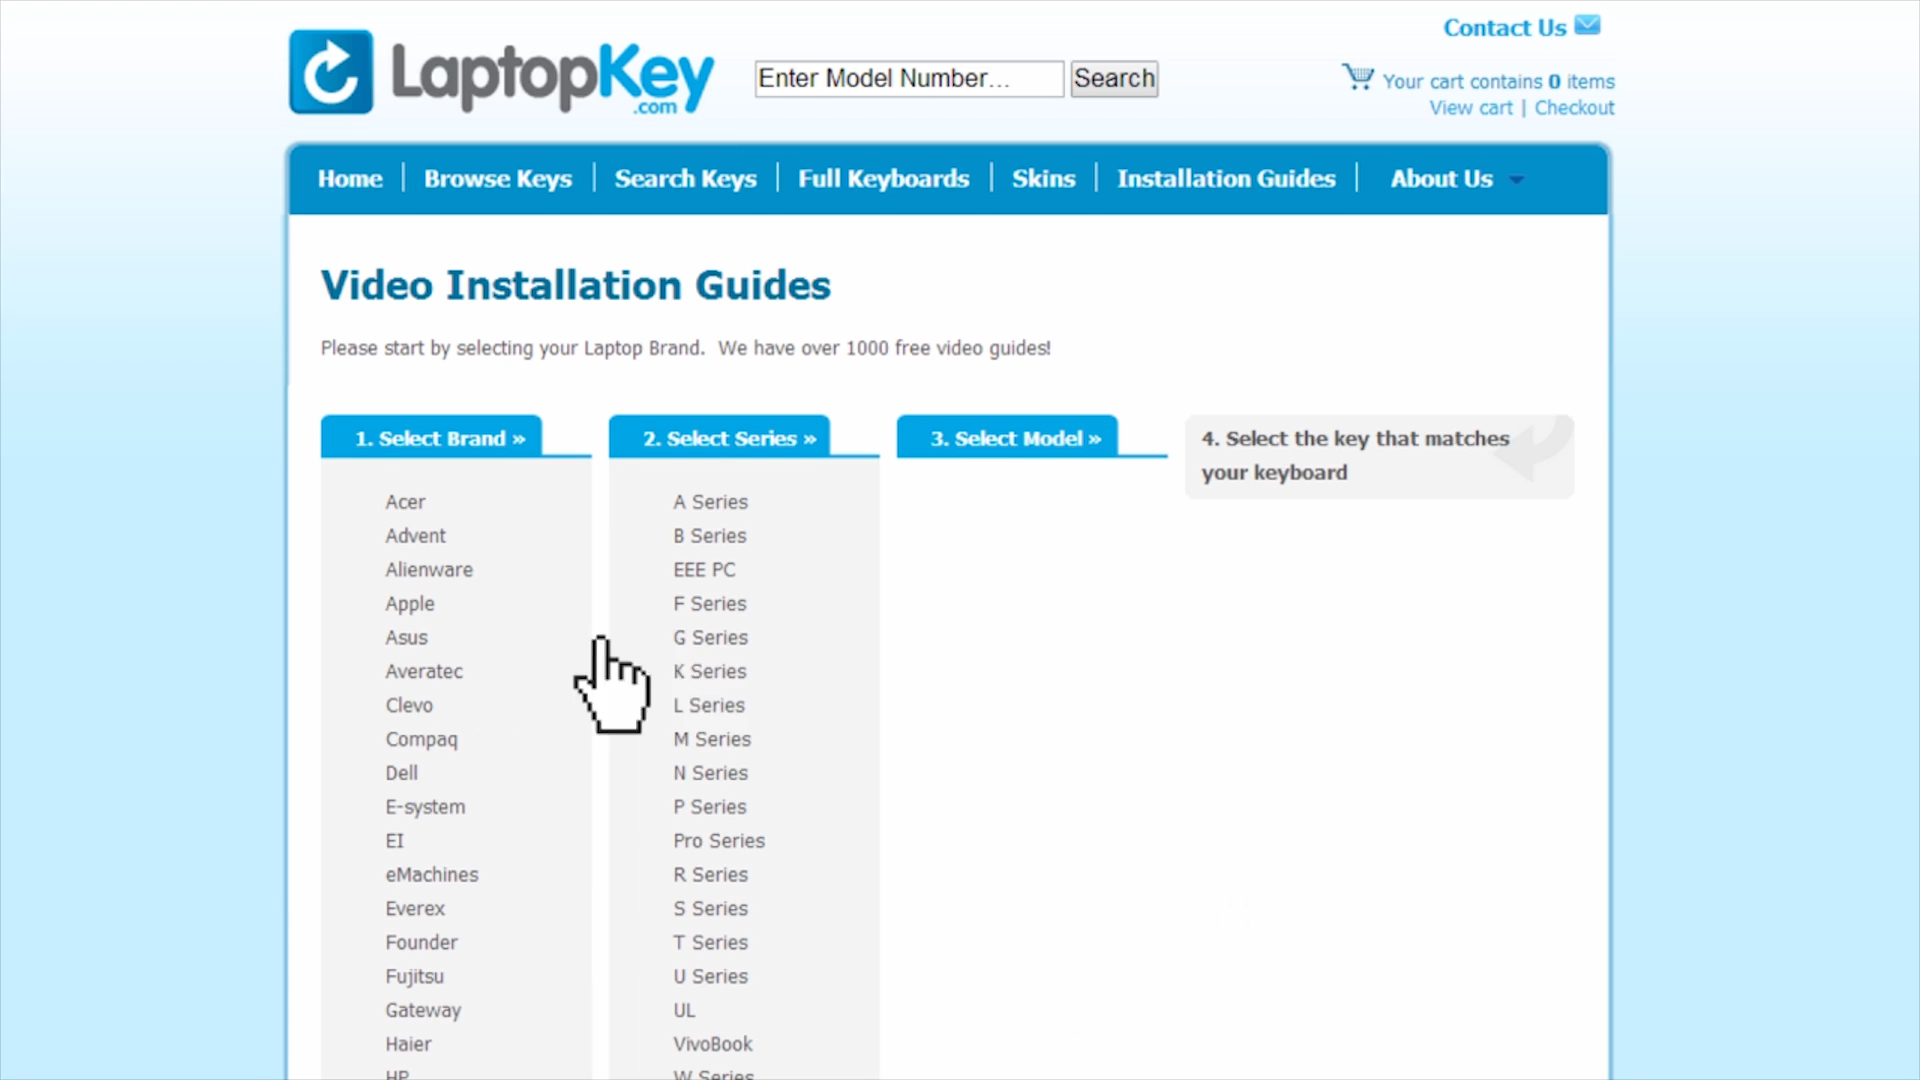 Contact Us
LaptopKey
.com
Enter Model Number...
Search
Your cart contains 0 items
View cart | Checkout
Home
Browse Keys
Search Keys
Full Keyboards
Skins
Installation Guides
About Us
Video Installation Guides
Please start by selecting your Laptop Brand. We have over 1000 free video guides!
1. Select Brand »
Acer
Advent
Alienware
Apple
Asus
Averatec
Clevo
Compaq
Dell
E-system
EI
eMachines
Everex
Founder
Fujitsu
Gateway
Haier
HP
2. Select Series »
A Series
B Series
EEE PC
F Series
G Series
K Series
L Series
M Series
N Series
P Series
Pro Series
R Series
S Series
T Series
U Series
UL
VivoBook
W Series
3. Select Model »
4. Select the key that matches
your keyboard